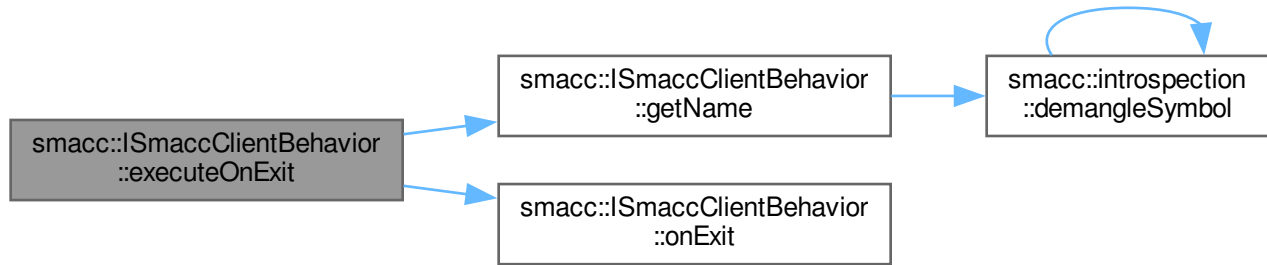 smacc::ISmaccClientBehavior
::executeOnExit
smacc::ISmaccClientBehavior
::getName
smacc::introspection
::demangleSymbol
smacc::ISmaccClientBehavior
::onExit